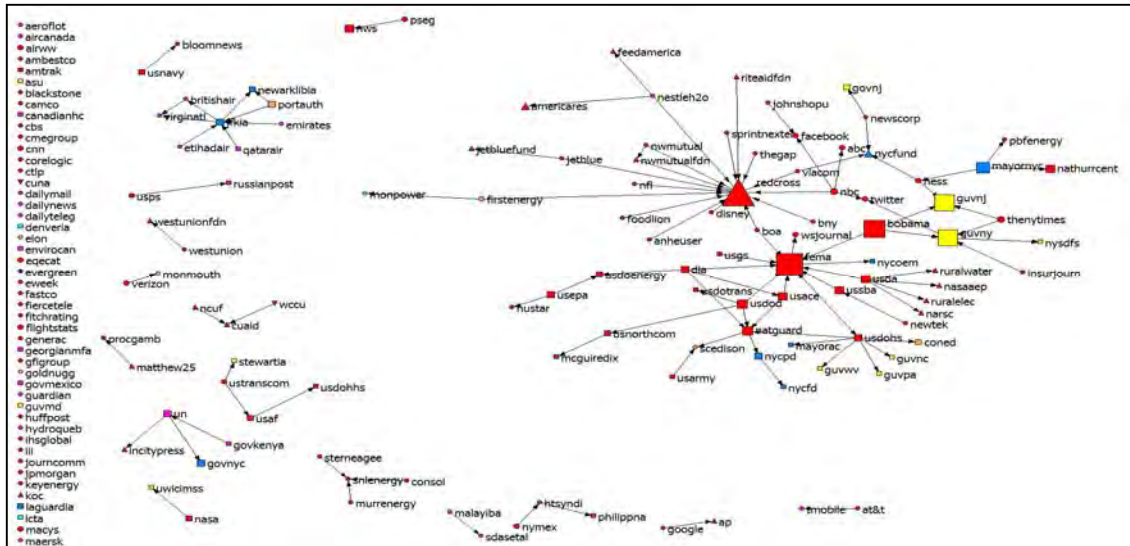 aeroflot
aircanada
airww
ambestco
amtrak
asu
blackstone
camco
canadianhc
cbs
cmegroup
cnn
corelogic
ctlp
cuna
dailymail
dailynews
dailyteleg
denveria
elon
envirocan
eqecat
evergreen
eweek
fastco
fiercetele
fitchrating
flightstats
generac
georgianmfa
gfigroup
goldnugg
govmexico
guardian
guvmd
huffpost
hydroqueb
ihsglobal
iii
journcomm
jpmorgan
keyenergy
koc
laguardia
lcta
macys
maersk
nws
pseg
bloomnews
usnavy
newarklibia
britishair
portauth
virginatl
jfkia
emirates
etihadair
qatarair
usps
russianpost
westunionfdn
westunion
monmouth
verizon
ncuf
wccu
cuaid
procgamb
matthew25
stewartia
ustranscom
usdohhs
usaf
un
govkenya
incitypress
govnyc
uwicimss
nasa
sterneagee
snlenergy
consol
murrenergy
malayiba
sdasetal
htsyndi
nymex
philippna
google
ap
tmobile
at&t
feedamerica
riteaidfdn
nestleh2o
americares
johnshopu
govnj
newscorp
sprintnextel
facebook
nwmutual
nwmutualfdn
thegap
abc
nycfund
pbfenergy
jetbluefund
jetblue
viacom
mayornyc
nathurrcent
hess
nfl
redcross
monpower
firstenergy
nbc
twitter
guvnj
foodlion
disney
bny
bobama
thenytimes
anheuser
boa
wsjournal
guvny
nysdfs
usgs
fema
nycoem
insurjourn
usdoenergy
dia
usda
ruralwater
nasaaep
usdotrans
usace
ussba
ruralelec
usepa
usdod
narsc
nustar
newtek
usnorthcom
natguard
usdohs
coned
scedison
mayorac
mcguiredix
nycpd
guvnc
usarmy
guvwv
guvpa
nycfd